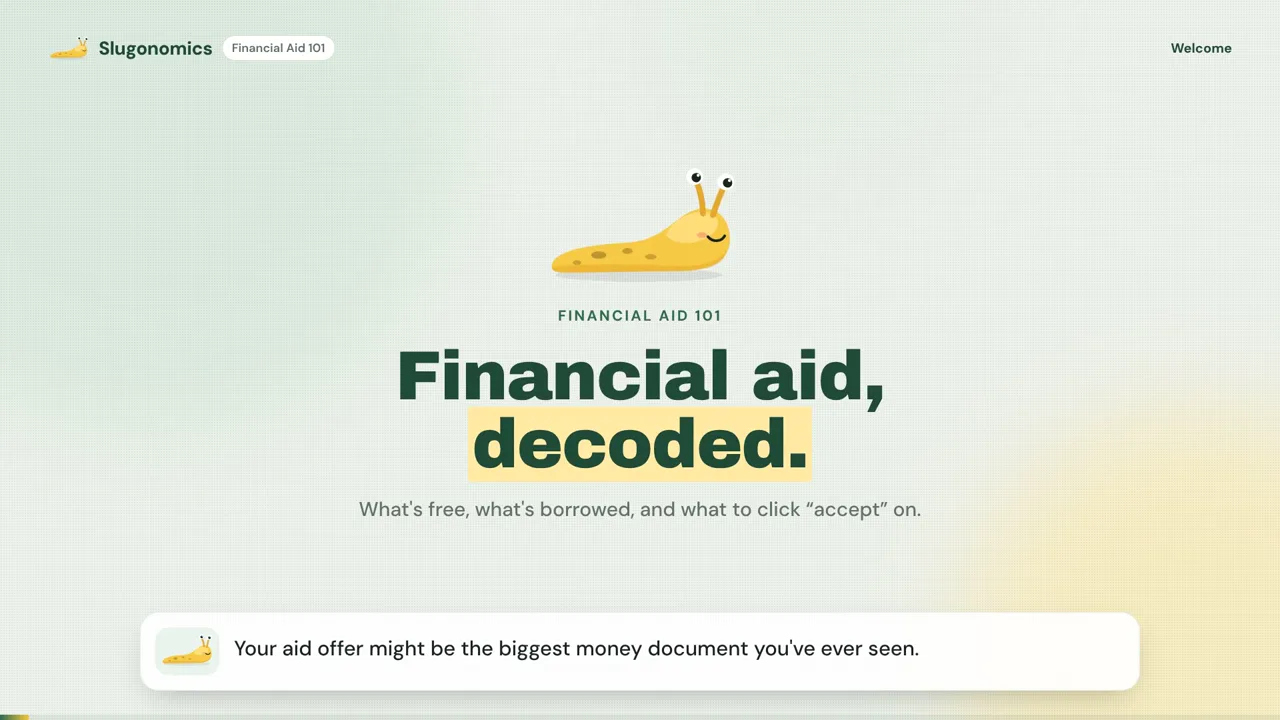 Slugonomics
Financial Aid 101
Welcome
FINANCIAL AID 101
Financial aid,
decoded.
What's free, what's borrowed, and what to click “accept” on.
Your aid offer might be the biggest money document you've ever seen.